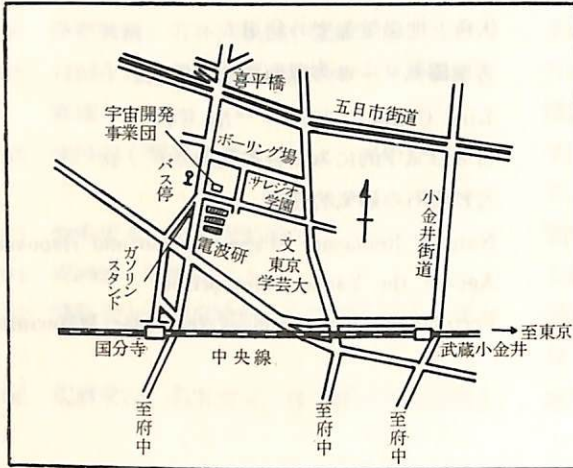 喜平橋
五日市街道
宇宙開発
事業団
ボーリング場
バス停
サレジオ
学園
小金井街道
電波研
文
東京
学芸大
ガソリン
スタンド
国分寺
中央線
武蔵小金井
至東京
至府中
至府中
至府中